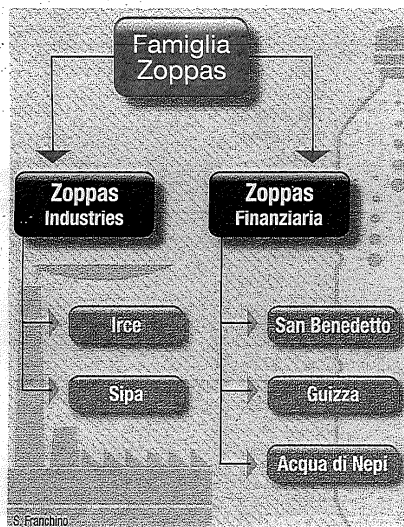 Famiglia
Zoppas
Zoppas
Industries
Zoppas
Finanziaria
Irce
Sipa
San Benedetto
Guizza
Acqua di Nepi
S. Franchino